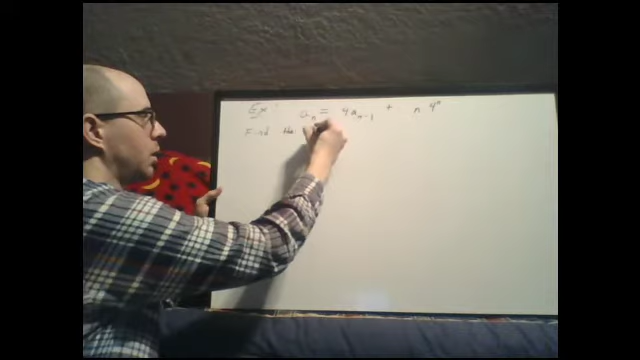 Ex
aₙ = 4aₙ₋₁ + n 4ⁿ
Find the